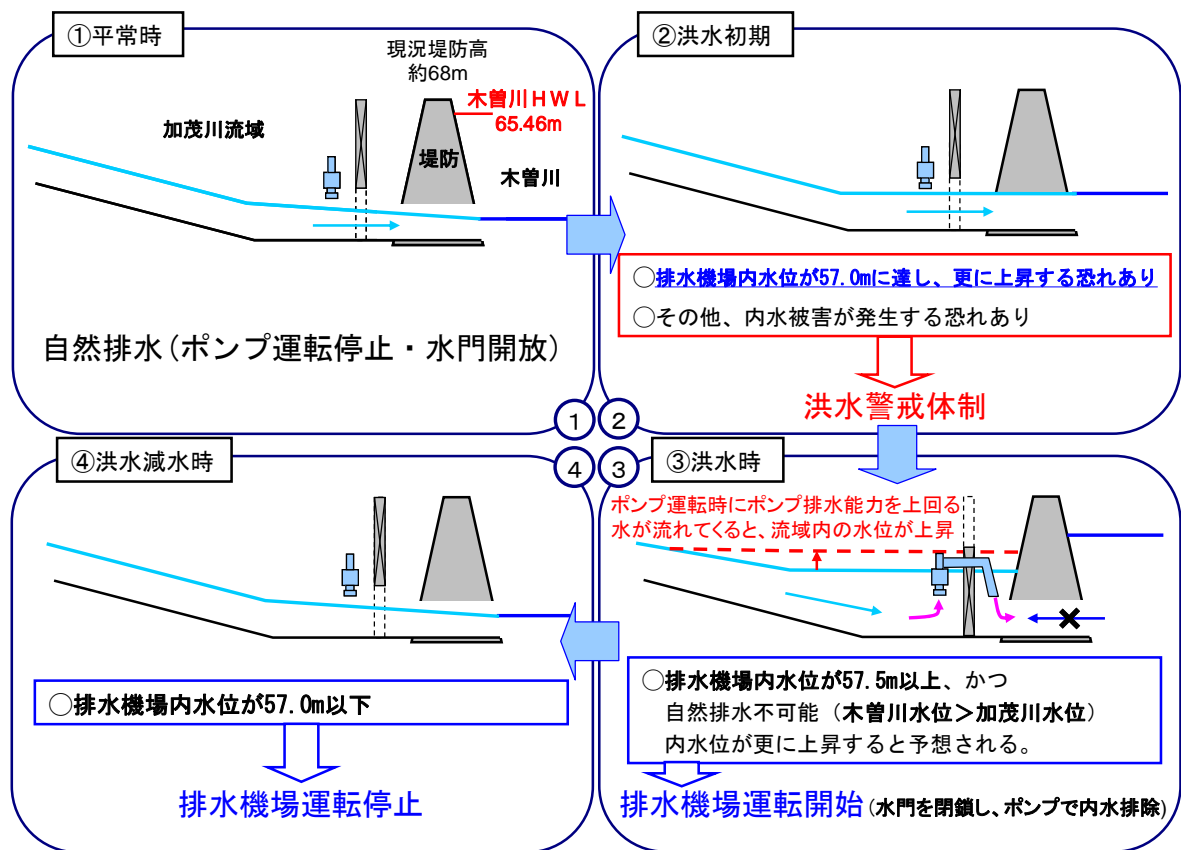 ①平常時
現況堤防高
約68m
木曽川HWL
65.46m
加茂川流域
堤防
木曽川
自然排水(ポンプ運転停止・水門開放)
1
②洪水初期
○排水機場内水位が57.0mに達し、更に上昇する恐れあり
○その他、内水被害が発生する恐れあり
洪水警戒体制
2
③洪水時
ポンプ運転時にポンプ排水能力を上回る
水が流れてくると、流域内の水位が上昇
○排水機場内水位が57.5m以上、かつ
自然排水不可能（木曽川水位＞加茂川水位）
内水位が更に上昇すると予想される。
排水機場運転開始(水門を閉鎖し、ポンプで内水排除)
3
④洪水減水時
○排水機場内水位が57.0m以下
排水機場運転停止
4